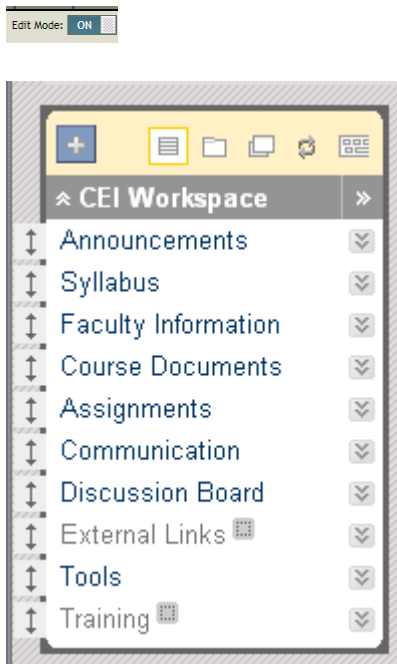 Edit Mode: ON
CEI Workspace
Announcements
Syllabus
Faculty Information
Course Documents
Assignments
Communication
Discussion Board
External Links
Tools
Training